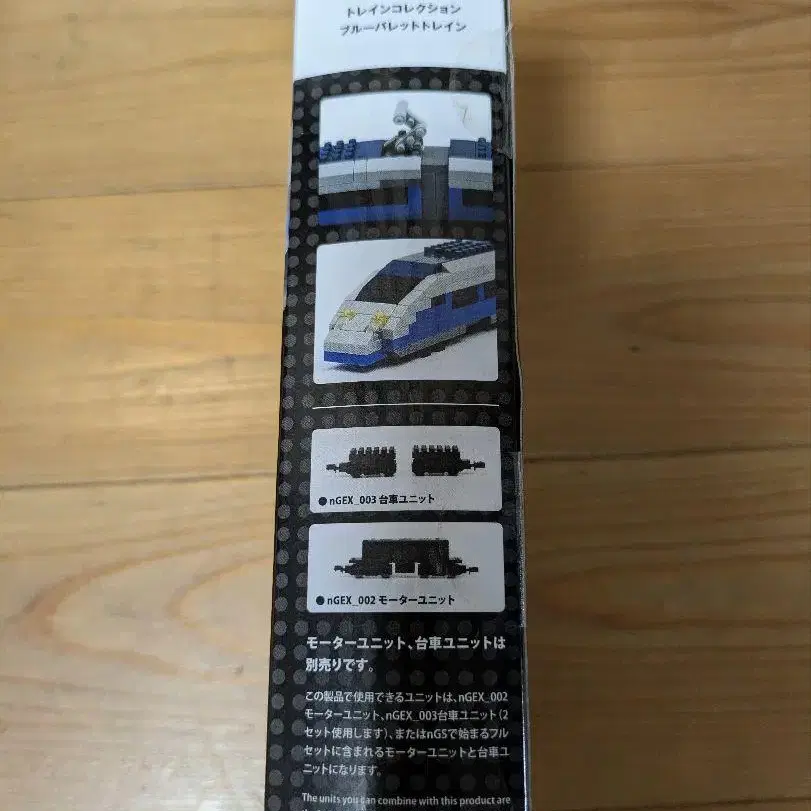 トレインコレクション
ブルーバレットトレイン
●nGEX_003 台車ユニット
●nGEX_002 モーターユニット
モーターユニット、台車ユニットは
別売りです。
この製品で使用できるユニットは、nGEX_002
モーターユニット、nGEX_003台車ユニット(2
セット使用します)、またはnGSで始まるフル
セットに含まれるモーターユニットと台車ユ
ニットになります。
The units you can combine with this product are